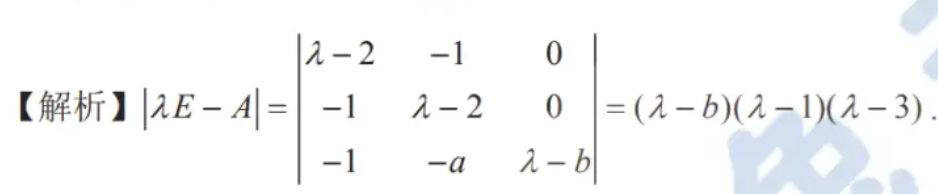 【解析】|λE − A| = | λ − 2 −1 0 |
| −1 λ − 2 0 | = (λ − b)(λ − 1)(λ − 3) .
| −1 −a λ − b |